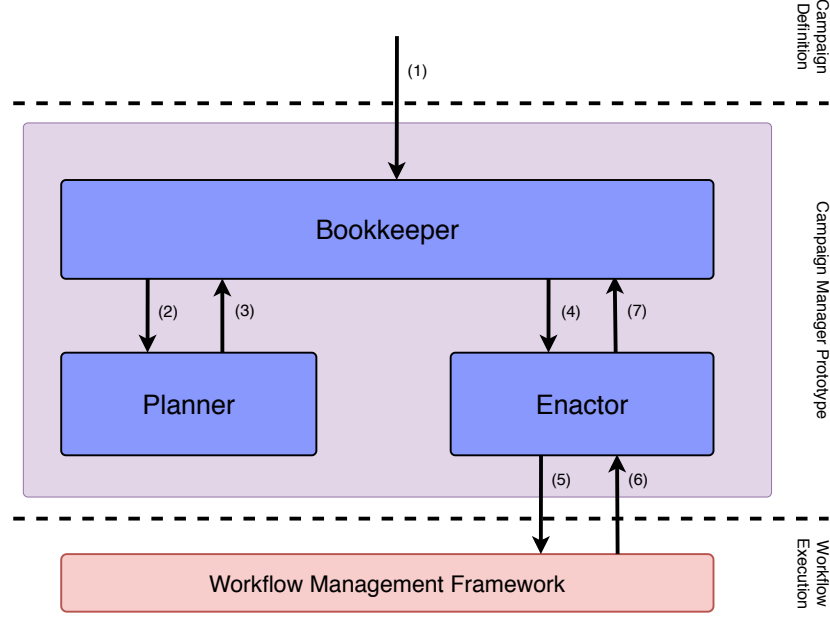 Campaign
Definition
(1)
Bookkeeper
Campaign Manager Prototype
(2)
(3)
(4)
(7)
Planner
Enactor
(5)
(6)
Workflow Management Framework
Workflow
Execution